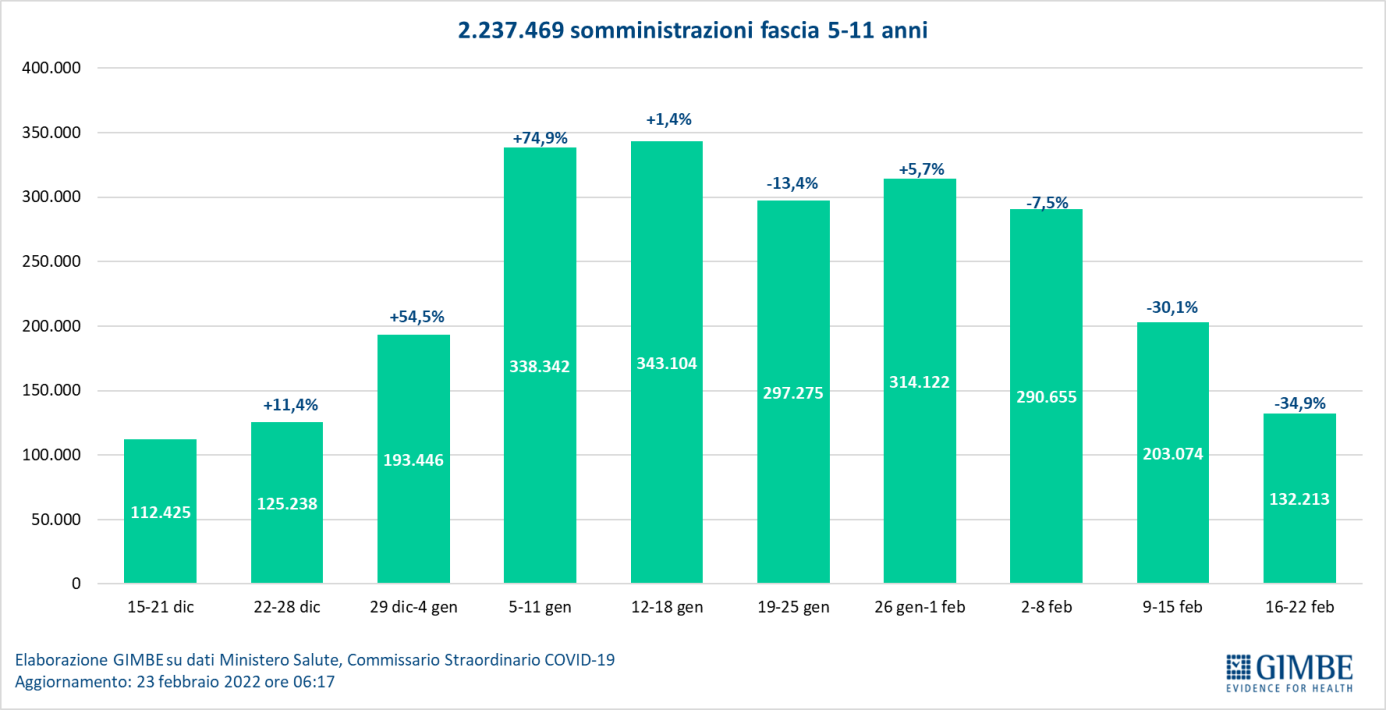 2.237.469 somministrazioni fascia 5-11 anni
400.000
350.000
300.000
250.000
200.000
150.000
100.000
50.000
0
+11,4%
+54,5%
+74,9%
+1,4%
-13,4%
+5,7%
-7,5%
-30,1%
-34,9%
112.425
125.238
193.446
338.342
343.104
297.275
314.122
290.655
203.074
132.213
15-21 dic
22-28 dic
29 dic-4 gen
5-11 gen
12-18 gen
19-25 gen
26 gen-1 feb
2-8 feb
9-15 feb
16-22 feb
Elaborazione GIMBE su dati Ministero Salute, Commissario Straordinario COVID-19
Aggiornamento: 23 febbraio 2022 ore 06:17
GIMBE
EVIDENCE FOR HEALTH